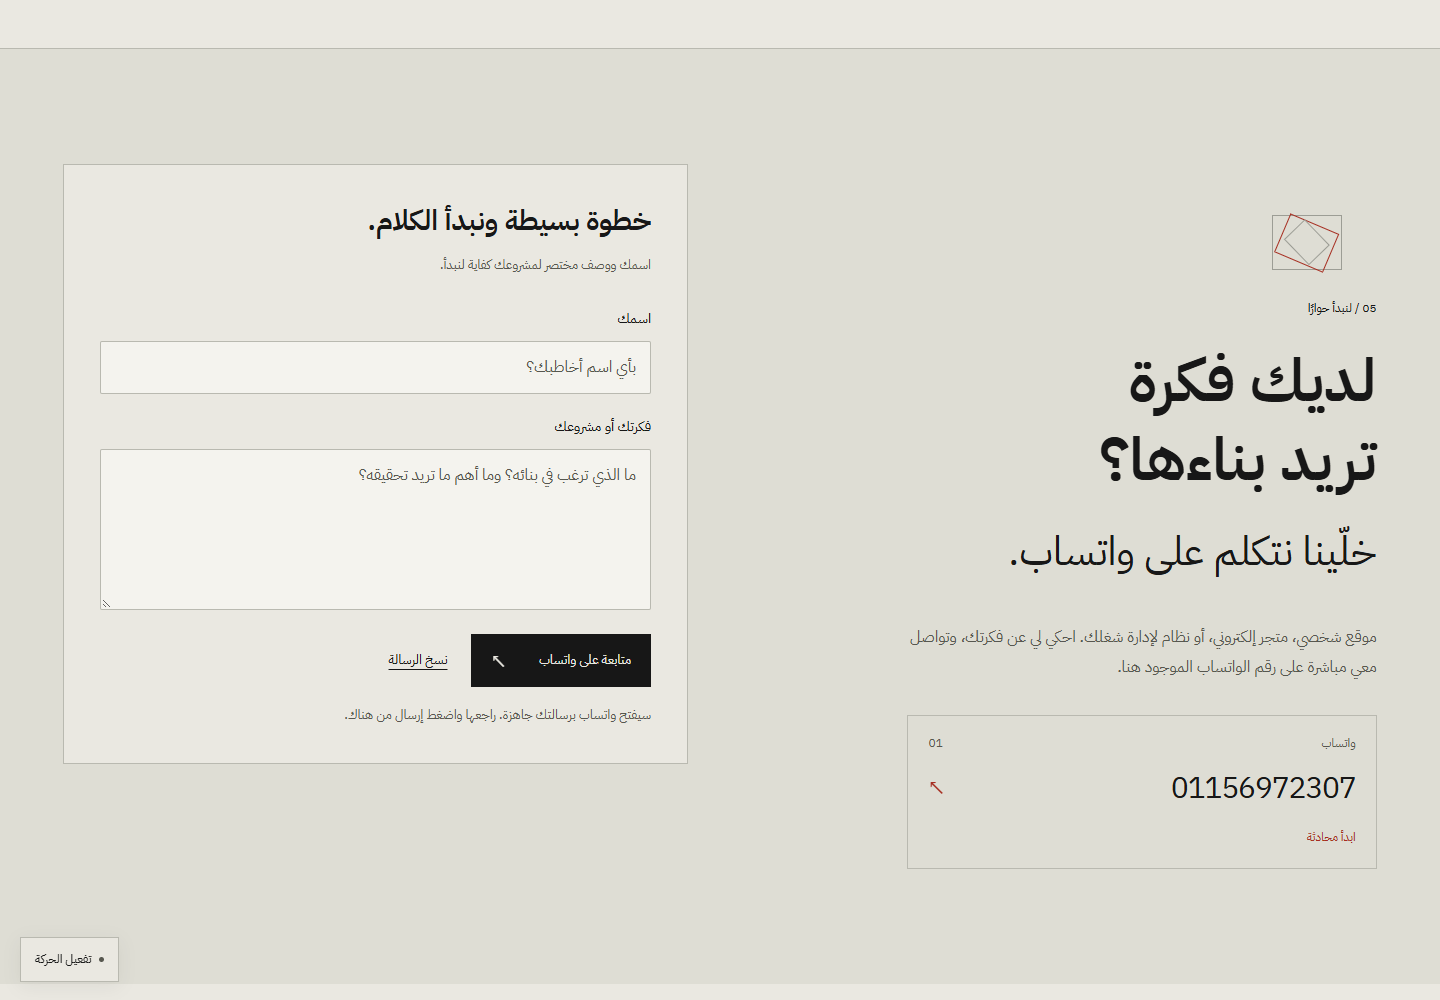 05 / لنبدأ حوارًا
لديك فكرة
تريد بناءها؟
خلّينا نتكلم على واتساب.
موقع شخصي، متجر إلكتروني، أو نظام لإدارة شغلك. احكي لي عن فكرتك، وتواصل
معي مباشرة على رقم الواتساب الموجود هنا.
واتساب 01
01156972307 ↖
ابدأ محادثة
خطوة بسيطة ونبدأ الكلام.
اسمك ووصف مختصر لمشروعك كفاية لنبدأ.
اسمك
بأي اسم أخاطبك؟
فكرتك أو مشروعك
ما الذي ترغب في بنائه؟ وما أهم ما تريد تحقيقه؟
متابعة على واتساب ↖ نسخ الرسالة
سيفتح واتساب برسالتك جاهزة. راجعها واضغط إرسال من هناك.
تفعيل الحركة